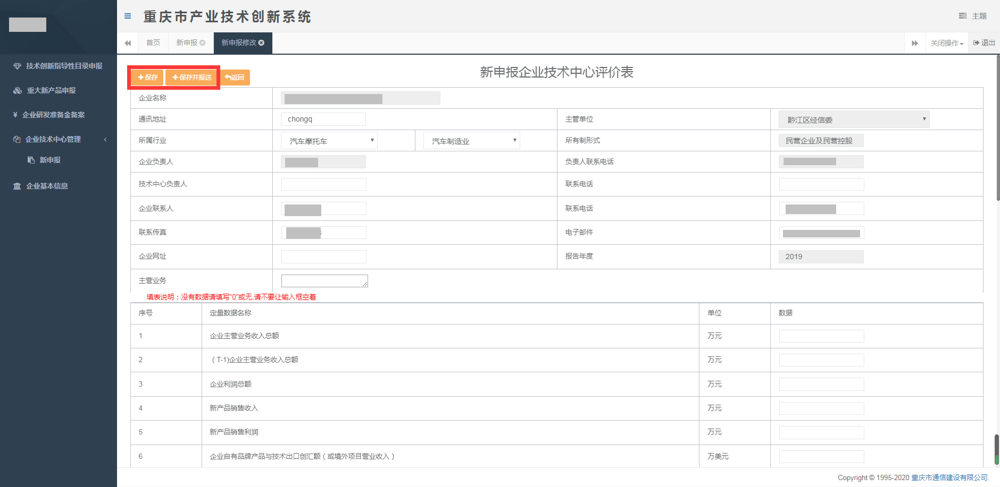 重庆市产业技术创新系统
主题
首页
新申报
新申报修改
关闭操作
退出
技术创新指导性目录申报
重大新产品申报
¥ 企业研发准备金备案
企业技术中心管理
新申报
企业基本信息
保存
保存并报送
返回
新申报企业技术中心评价表
企业名称
通讯地址 chongq 主管单位 黔江区经信委
所属行业 汽车摩托车 汽车制造业 所有制形式 民营企业及民营控股
企业负责人 负责人联系电话
技术中心负责人 联系电话
企业联系人 联系电话
联系传真 电子邮件
企业网址 报告年度 2019
主营业务
填表说明：没有数据请填写"0"或无,请不要让输入框空着
序号 定量数据名称 单位 数据
1 企业主营业务收入总额 万元
2 （T-1)企业主营业务收入总额 万元
3 企业利润总额 万元
4 新产品销售收入 万元
5 新产品销售利润 万元
6 企业自有品牌产品与技术出口创汇额（或境外项目营业收入） 万美元
Copyright © 1995-2020 重庆市通信建设有限公司.